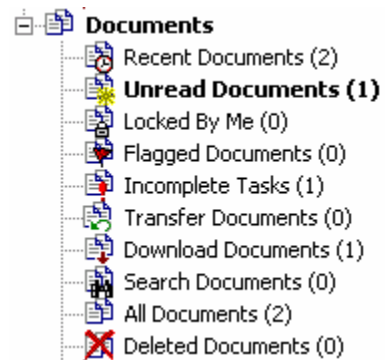 Documents
Recent Documents (2)
Unread Documents (1)
Locked By Me (0)
Flagged Documents (0)
Incomplete Tasks (1)
Transfer Documents (0)
Download Documents (1)
Search Documents (0)
All Documents (2)
Deleted Documents (0)